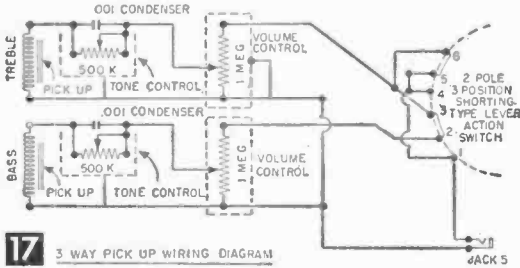 .001 CONDENSER
TREBLE
500 K
PICK UP
TONE CONTROL
1 MEG
VOLUME
CONTROL
6
5
4
3
2
2 POLE
3 POSITION
SHORTING-
TYPE LEVER
ACTION
SWITCH
.001 CONDENSER
BASS
500 K
PICK UP
TONE CONTROL
1 MEG
VOLUME
CONTROL
JACK 5
17 3 WAY PICK UP WIRING DIAGRAM